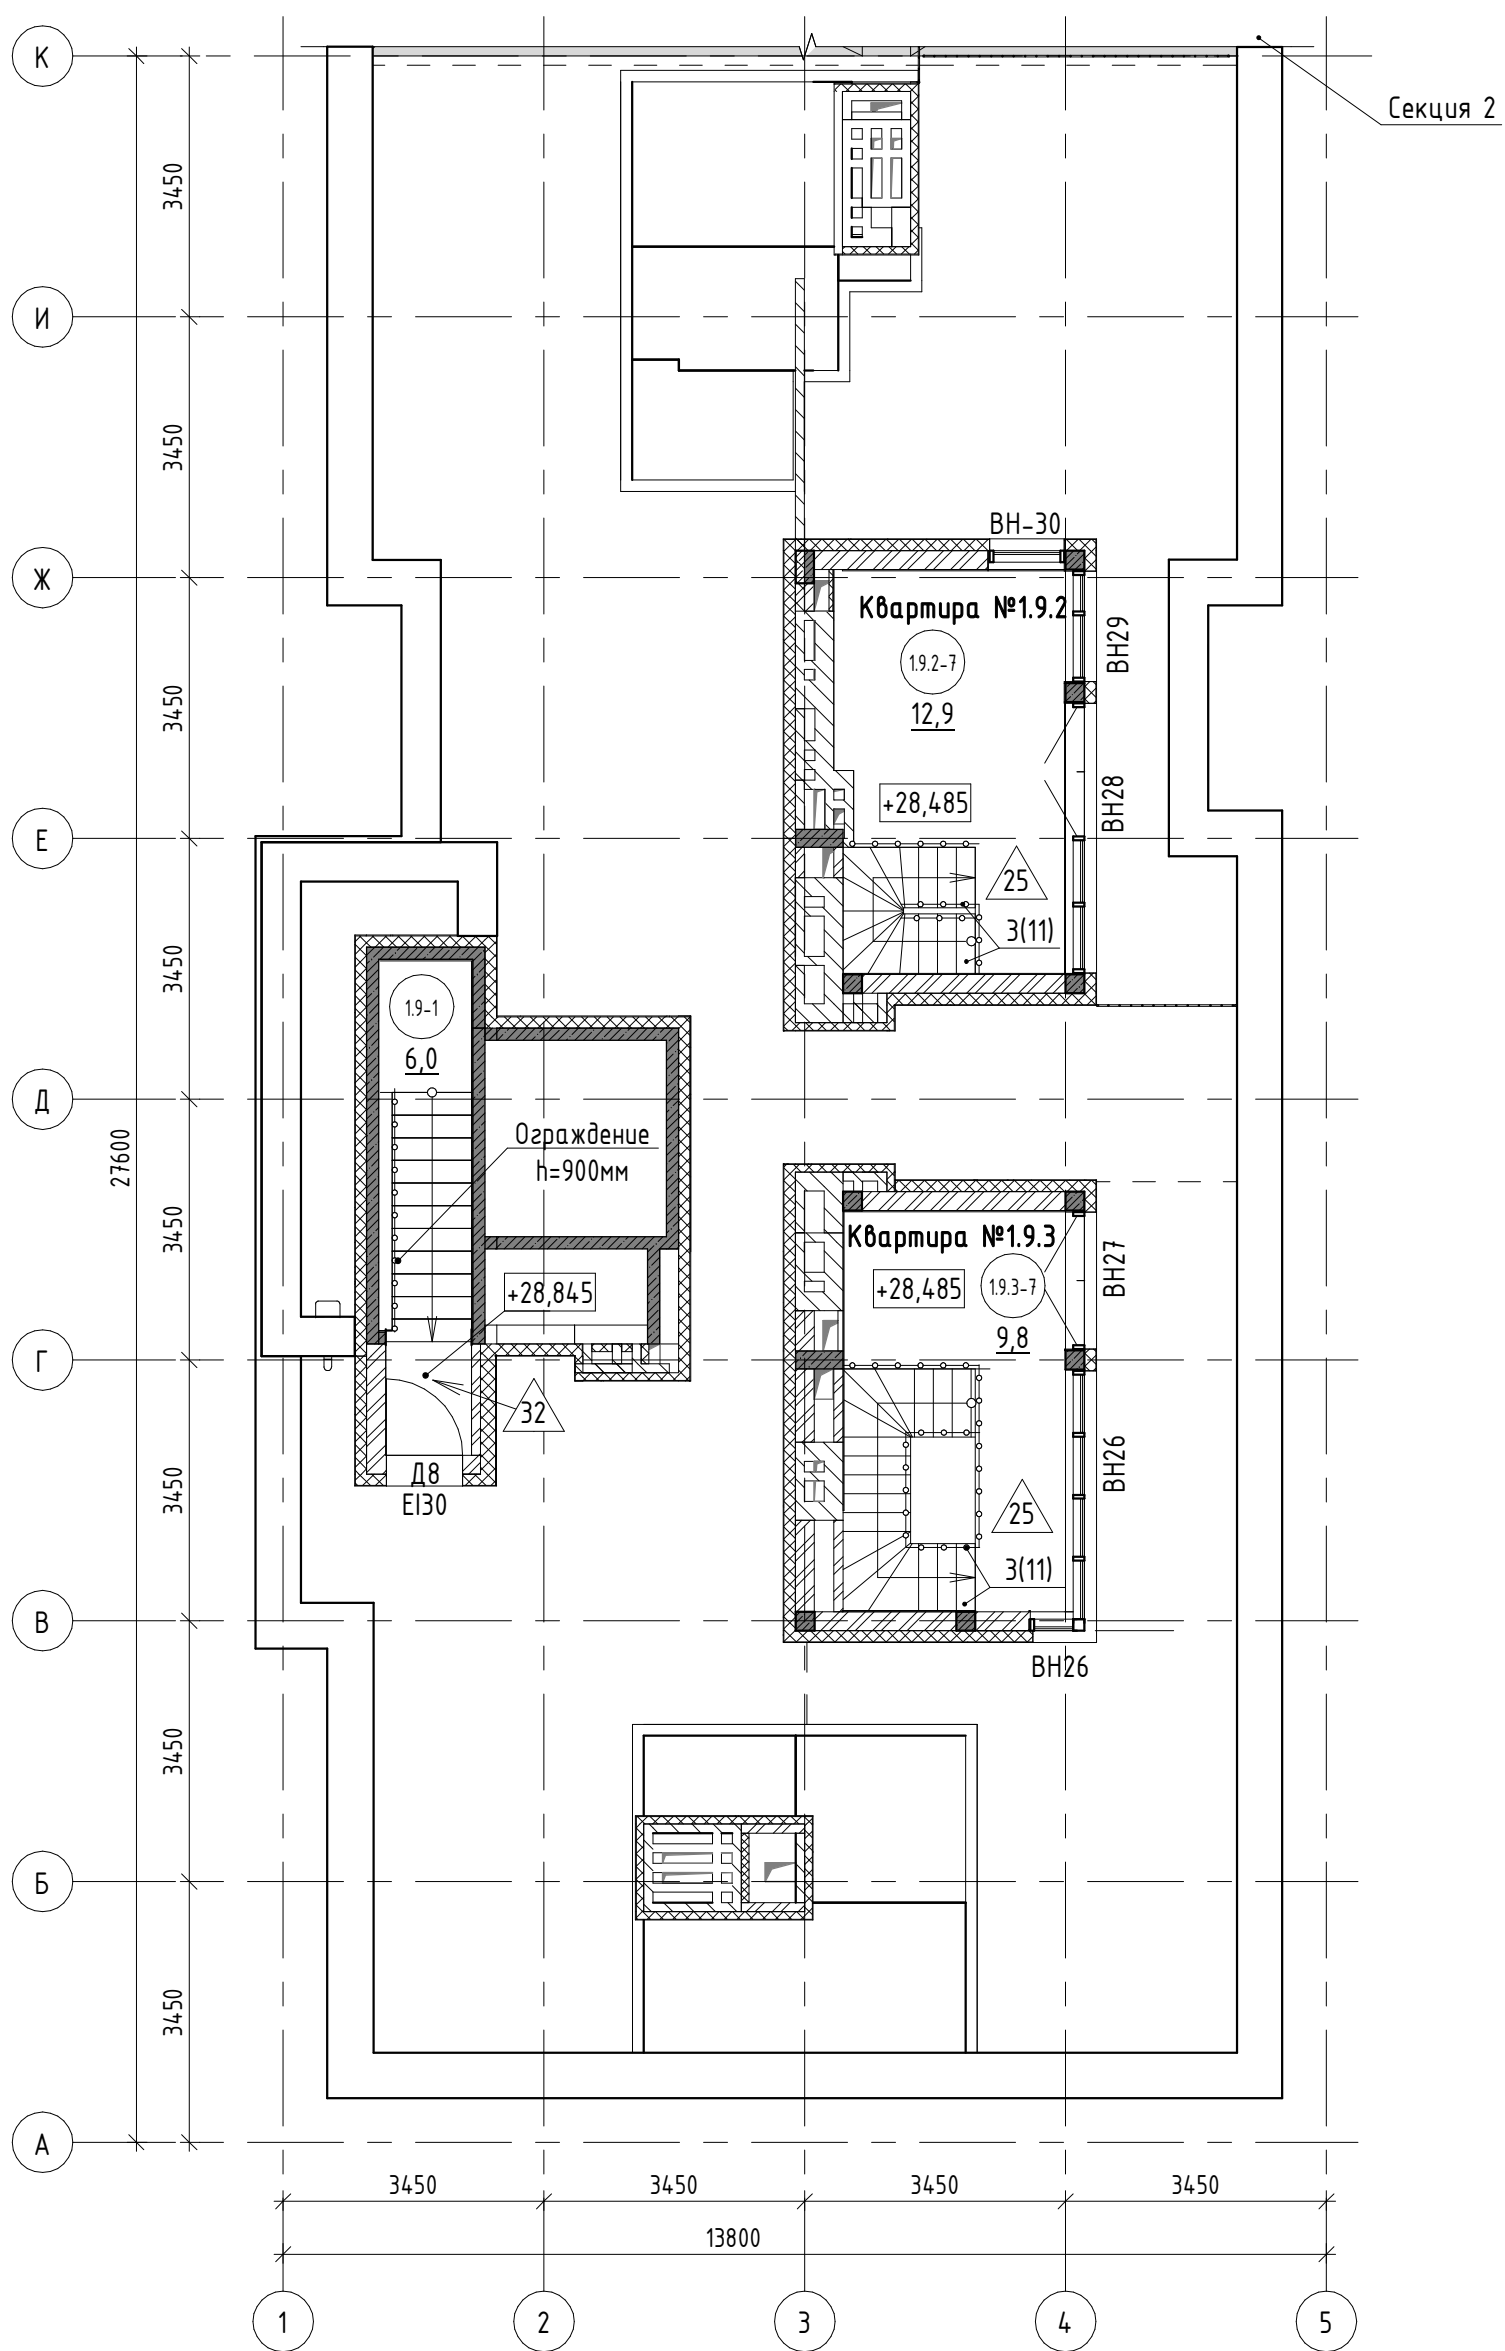 К
Секция 2
3450
И
3450
ВН-30
Ж
Квартира №1.9.2
ВН29
1.9.2-7
12,9
3450
+28,485
ВН28
Е
25
3(11)
3450
1.9-1
6,0
Д
27600
Ограждение
h=900мм
3450
Квартира №1.9.3
ВН27
+28,845
+28,485
1.9.3-7
9,8
Г
32
Д8
EI30
3450
ВН26
25
3(11)
В
ВН26
3450
Б
3450
А
3450
3450
3450
3450
13800
1
2
3
4
5